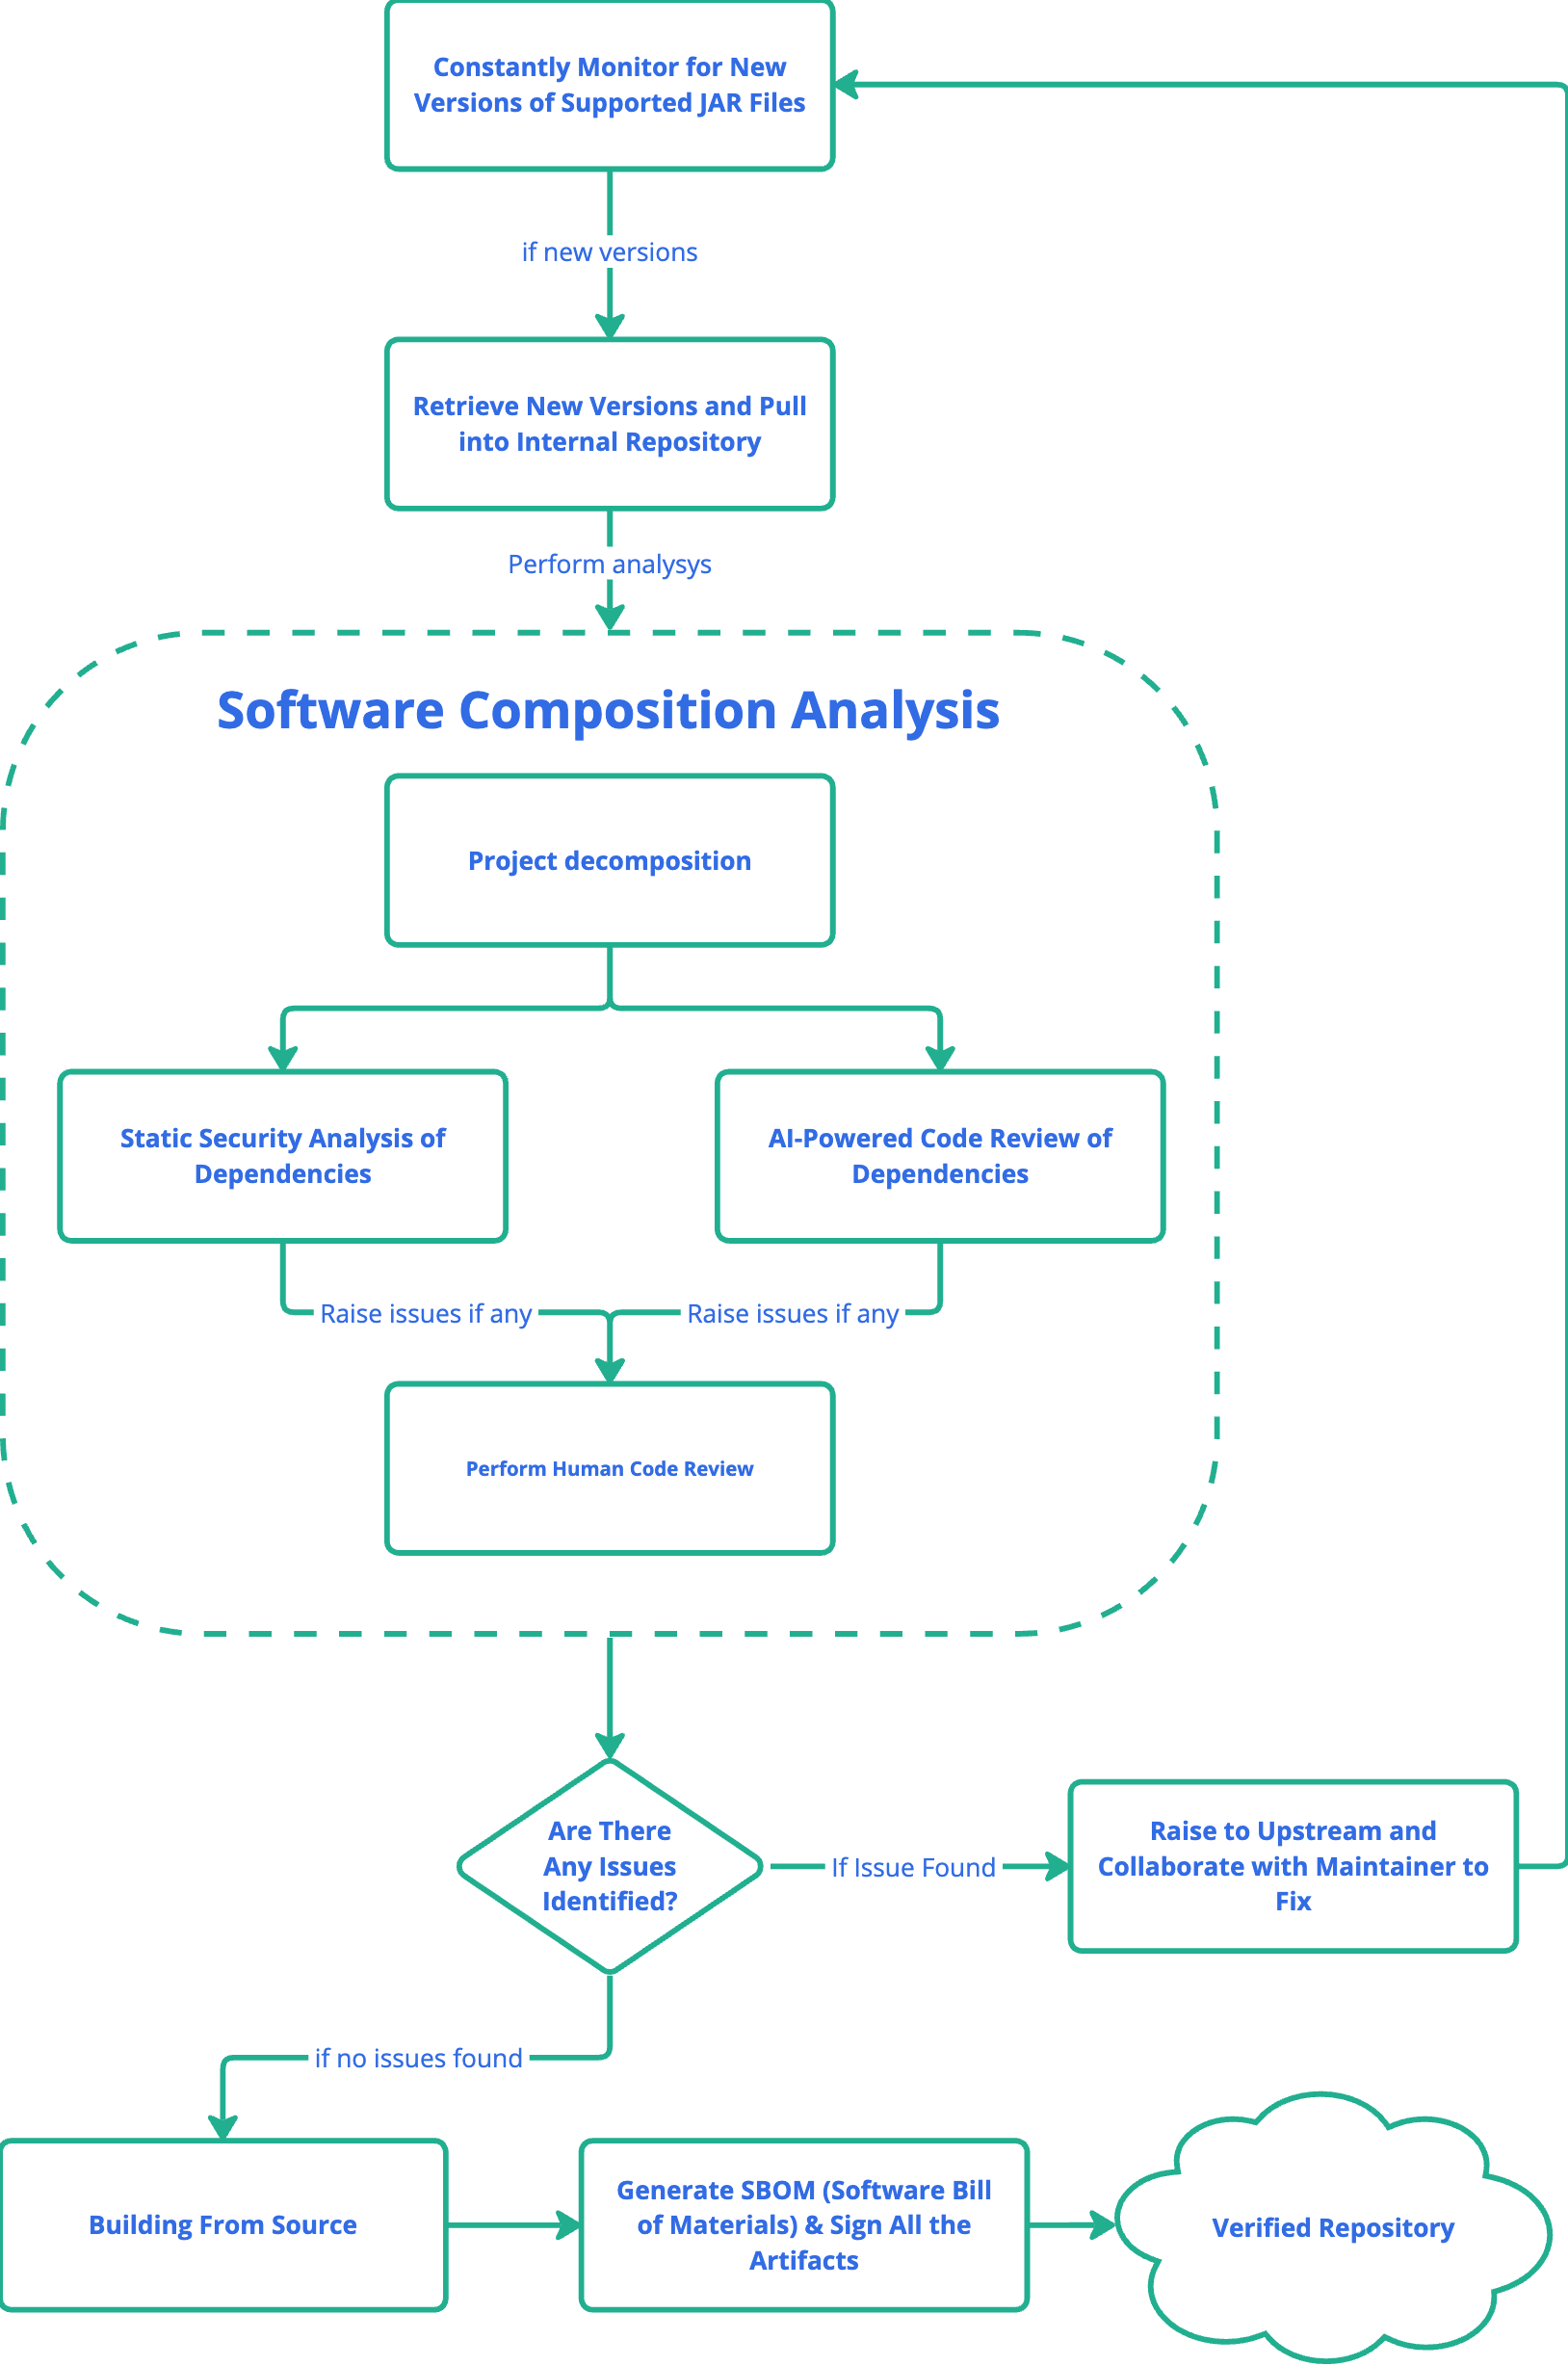 Constantly Monitor for New
Versions of Supported JAR Files
if new versions
Retrieve New Versions and Pull
into Internal Repository
Perform analysys
Software Composition Analysis
Project decomposition
Static Security Analysis of
Dependencies
AI-Powered Code Review of
Dependencies
Raise issues if any
Raise issues if any
Perform Human Code Review
Are There
Any Issues
Identified?
If Issue Found
Raise to Upstream and
Collaborate with Maintainer to
Fix
if no issues found
Building From Source
Generate SBOM (Software Bill
of Materials) & Sign All the
Artifacts
Verified Repository